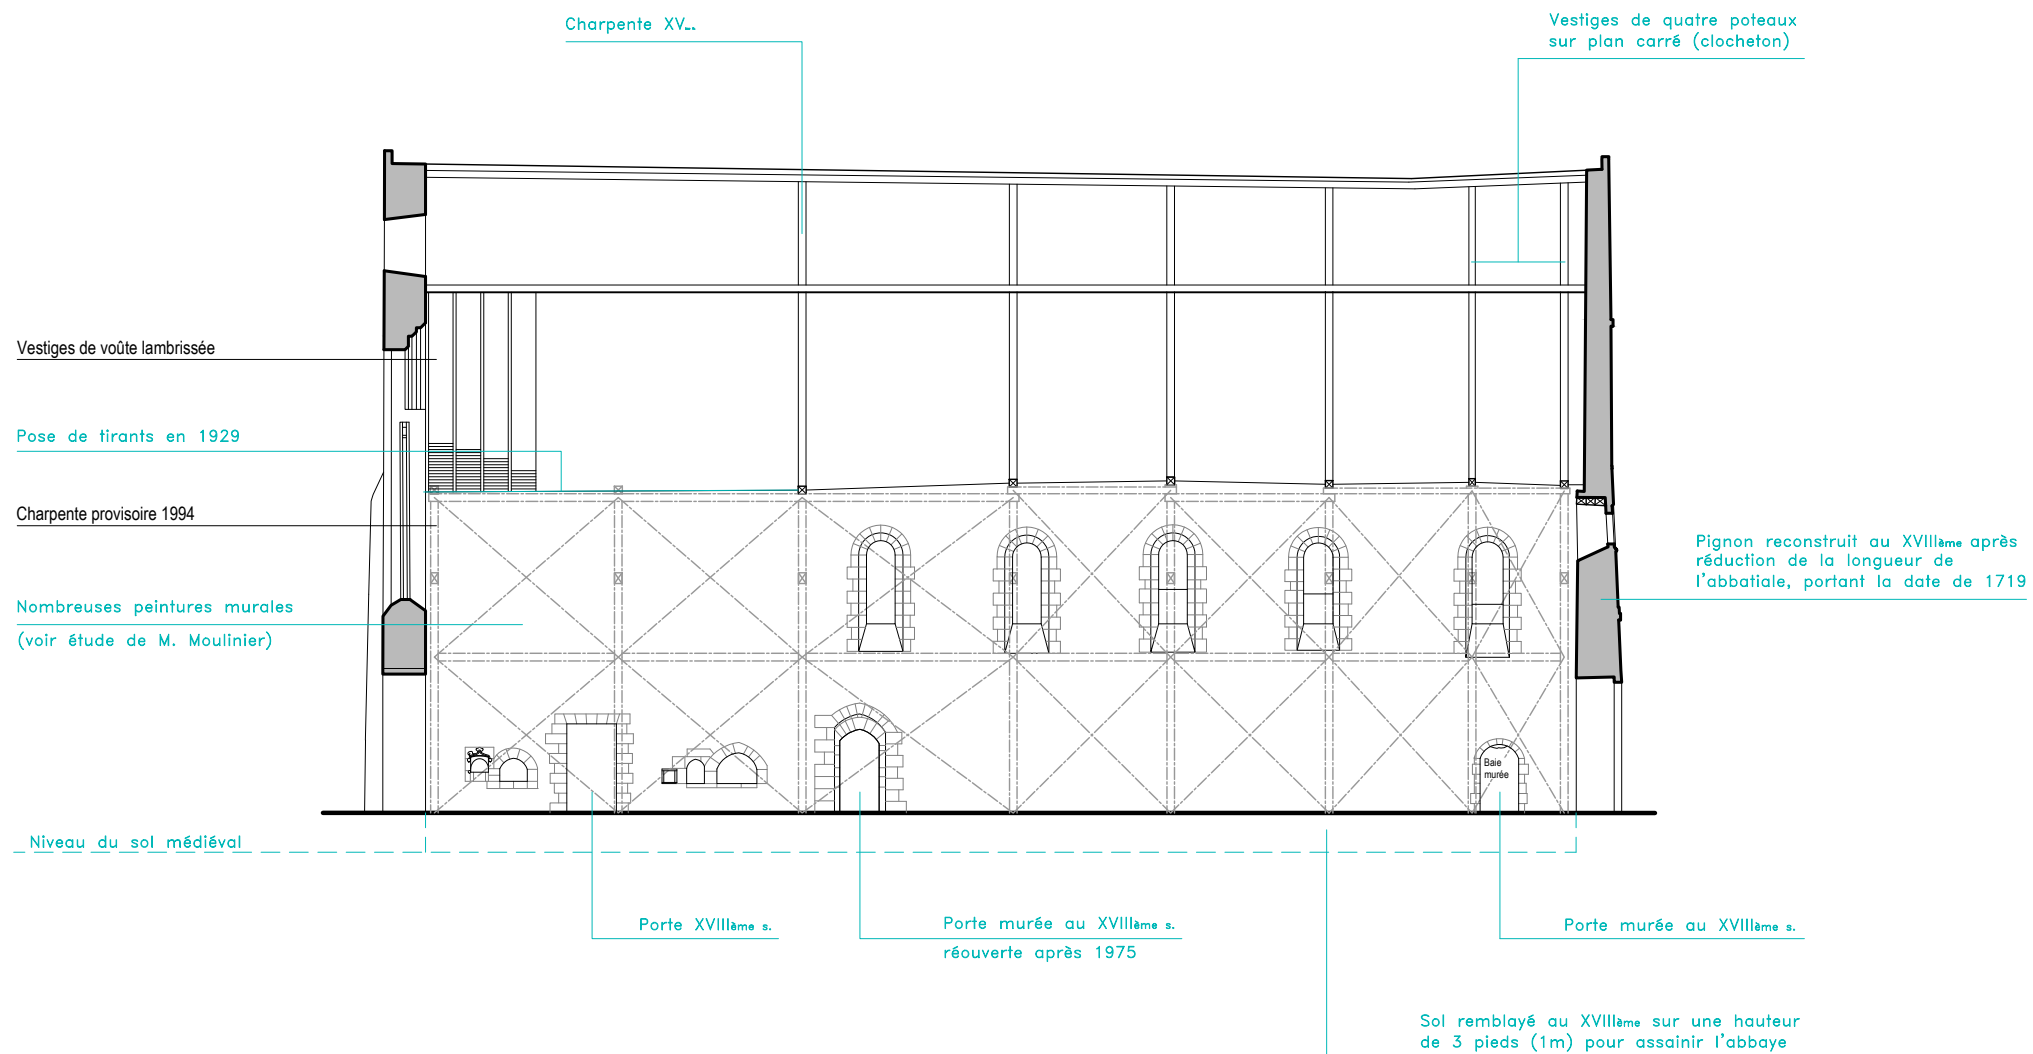 Charpente XV
Vestiges de quatre poteaux
sur plan carré (clocheton)
Vestiges de voûte lambrissée
Pose de tirants en 1929
Charpente provisoire 1994
Nombreuses peintures murales
(voir étude de M. Moulinier)
Pignon reconstruit au XVIIIème après
réduction de la longueur de
l'abbatiale, portant la date de 1719
Baie
murée
Niveau du sol médiéval
Porte XVIIIème s.
Porte murée au XVIIIème s.
réouverte après 1975
Porte murée au XVIIIème s.
Sol remblayé au XVIIIème sur une hauteur
de 3 pieds (1m) pour assainir l'abbaye